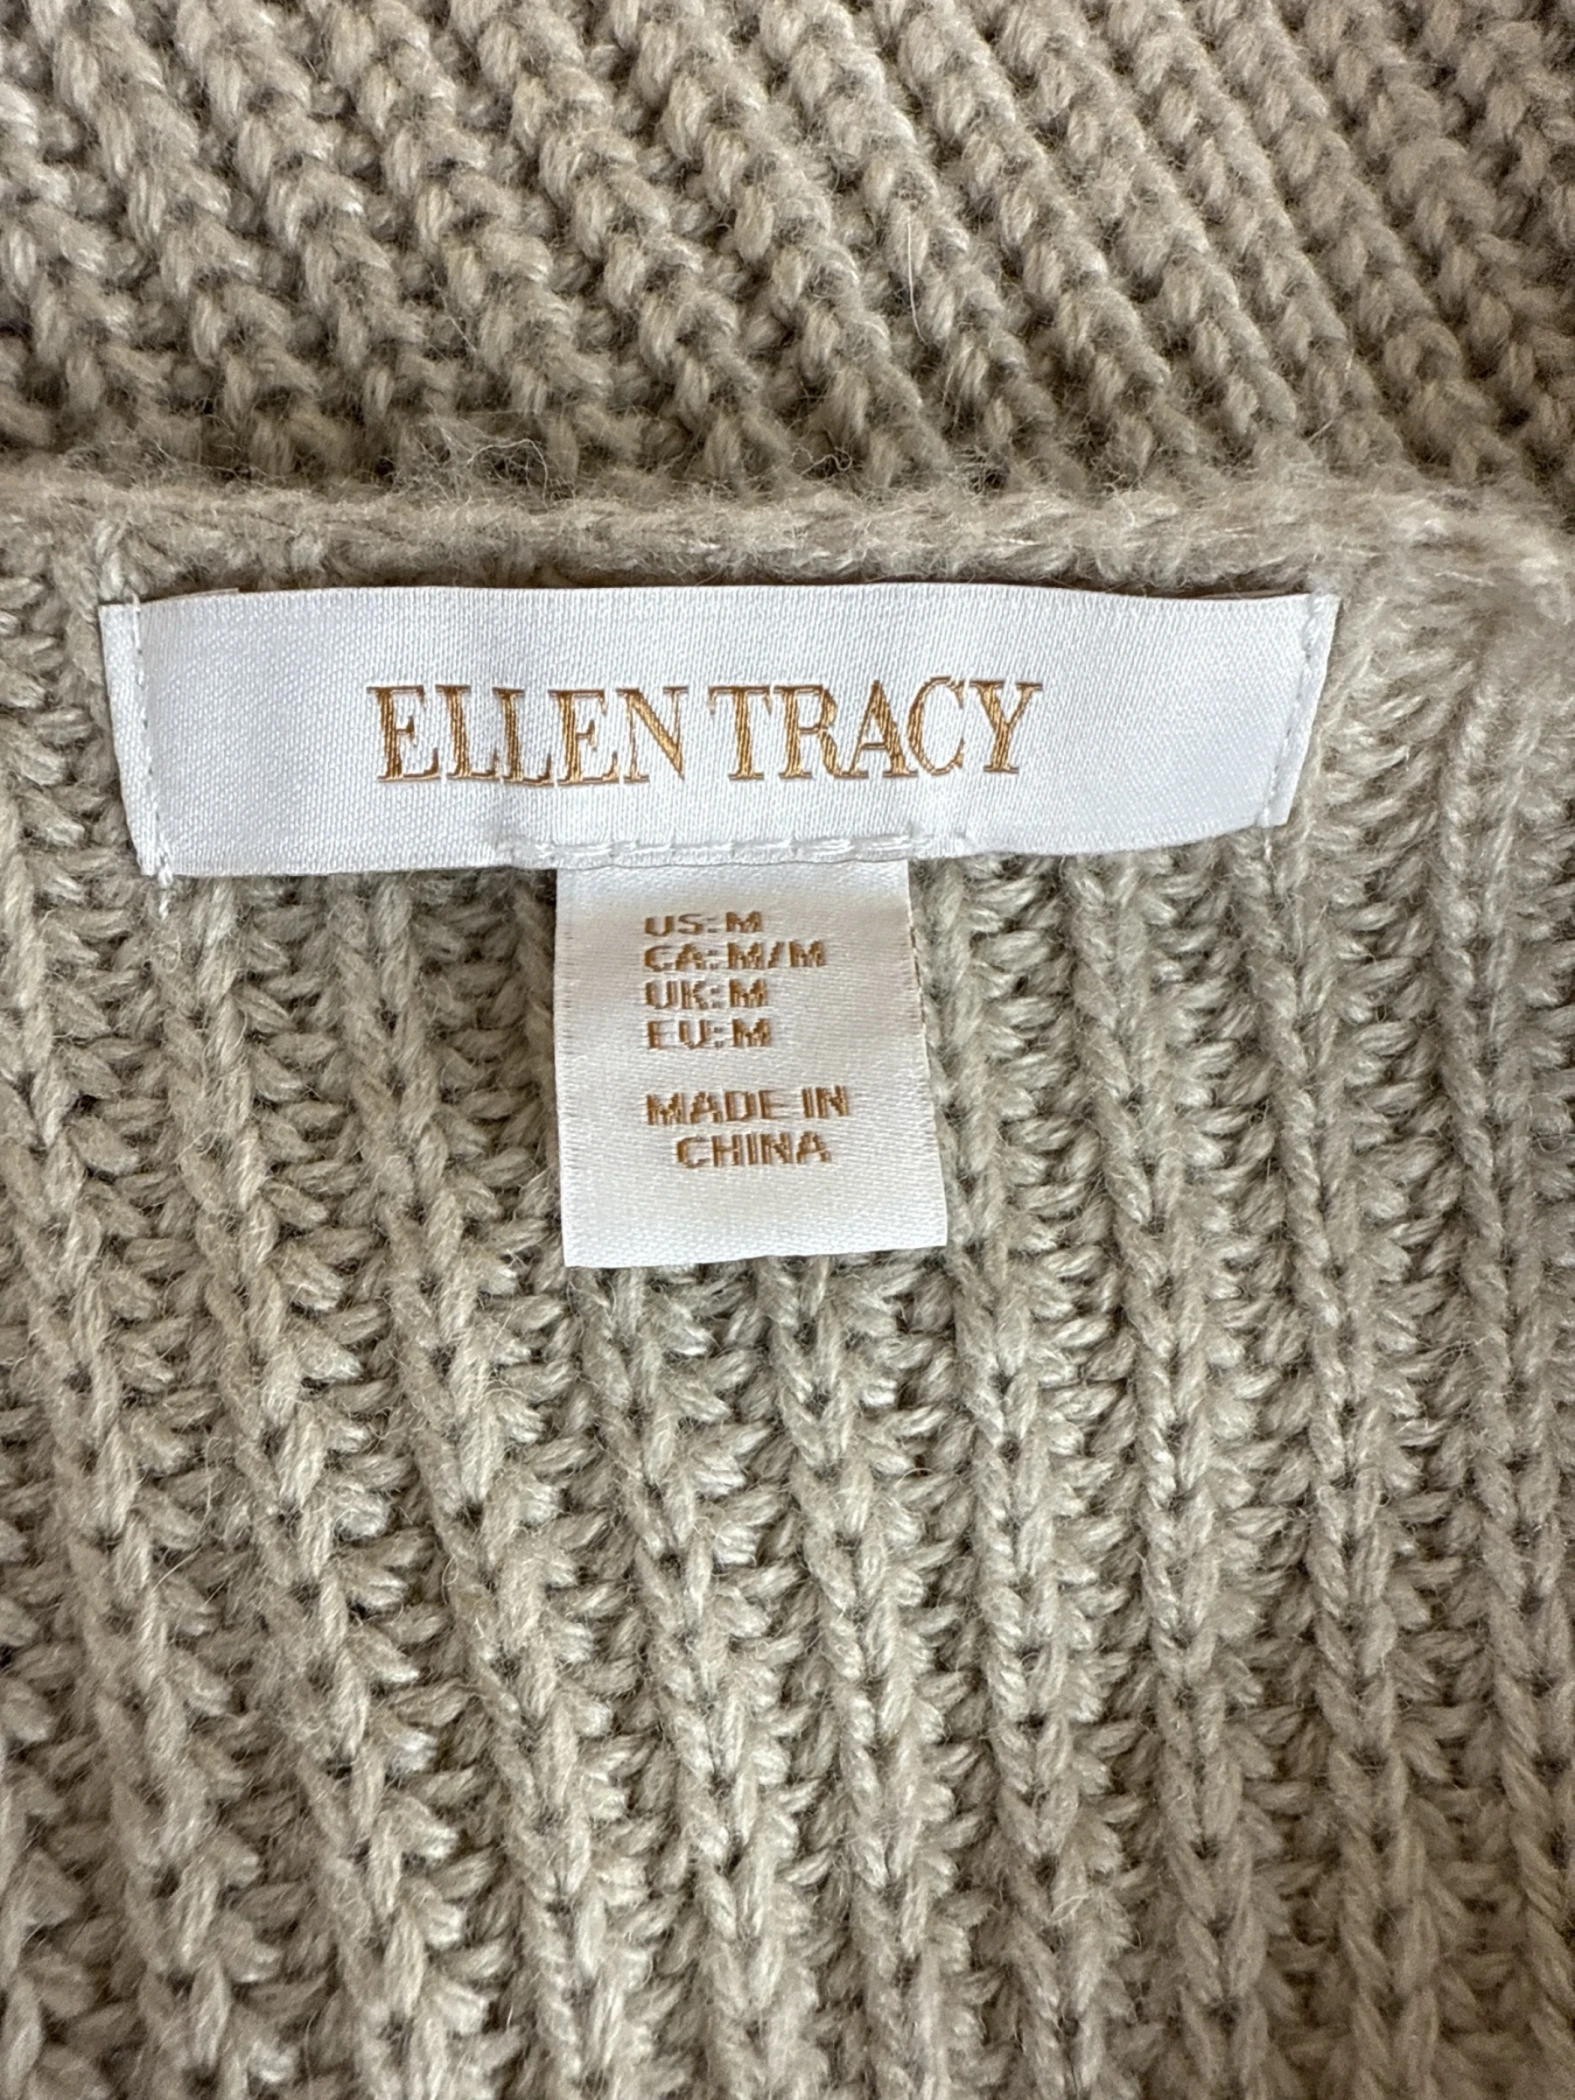 ELLEN TRACY
US:M
CA:M/M
UK:M
EU:M
MADE IN
CHINA